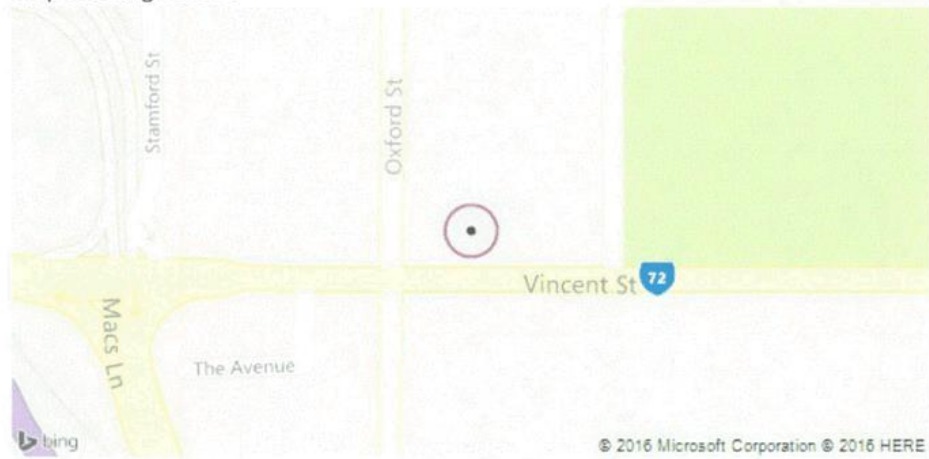 Stamford St
Oxford St
Vincent St 72
Macs Ln
The Avenue
bing
© 2016 Microsoft Corporation © 2016 HERE